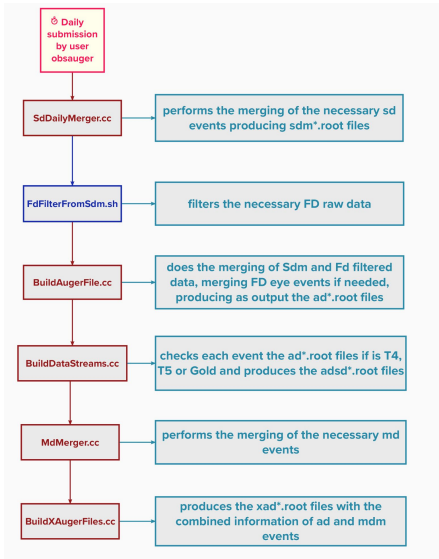 ⏱ Daily
submission
by user
obsauger
SdDailyMerger.cc
performs the merging of the necessary sd
events producing sdm*.root files
FdFilterFromSdm.sh
filters the necessary FD raw data
BuildAugerFile.cc
does the merging of Sdm and Fd filtered
data, merging FD eye events if needed,
producing as output the ad*.root files
BuildDataStreams.cc
checks each event the ad*.root files if is T4,
T5 or Gold and produces the adsd*.root files
MdMerger.cc
performs the merging of the necessary md
events
BuildXAugerFiles.cc
produces the xad*.root files with the
combined information of ad and mdm
events